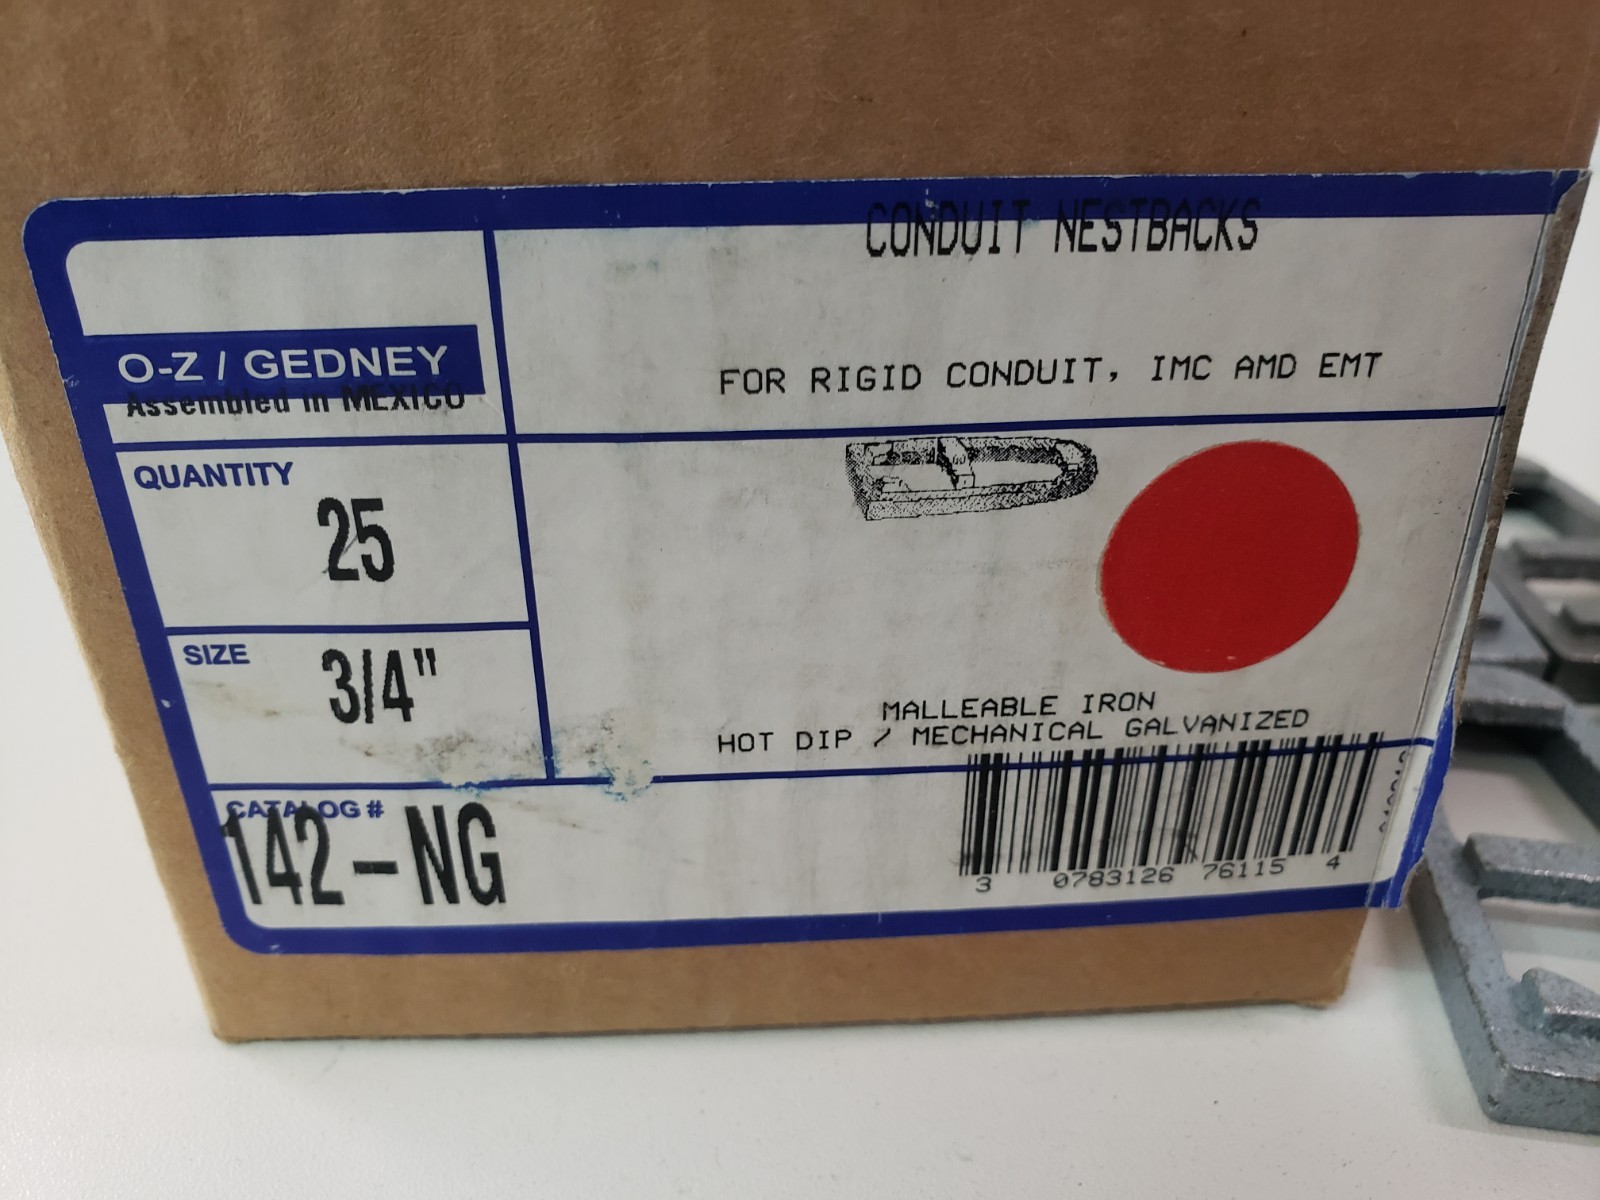 CONDUIT NESTBACKS
O-Z / GEDNEY
Assembled in MEXICO
FOR RIGID CONDUIT, IMC AMD EMT
QUANTITY
25
SIZE
3/4"
MALLEABLE IRON
HOT DIP / MECHANICAL GALVANIZED
CATALOG #
142-NG
3 0783126 76115 4